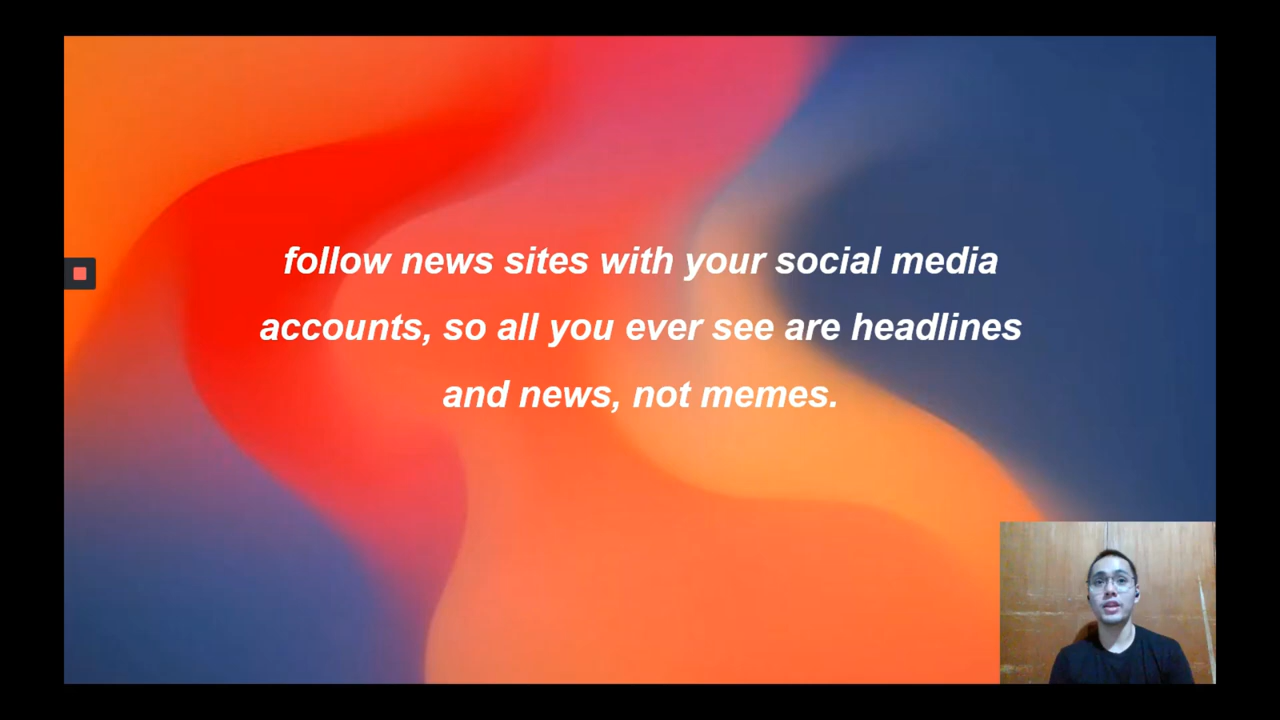 follow news sites with your social media
accounts, so all you ever see are headlines
and news, not memes.